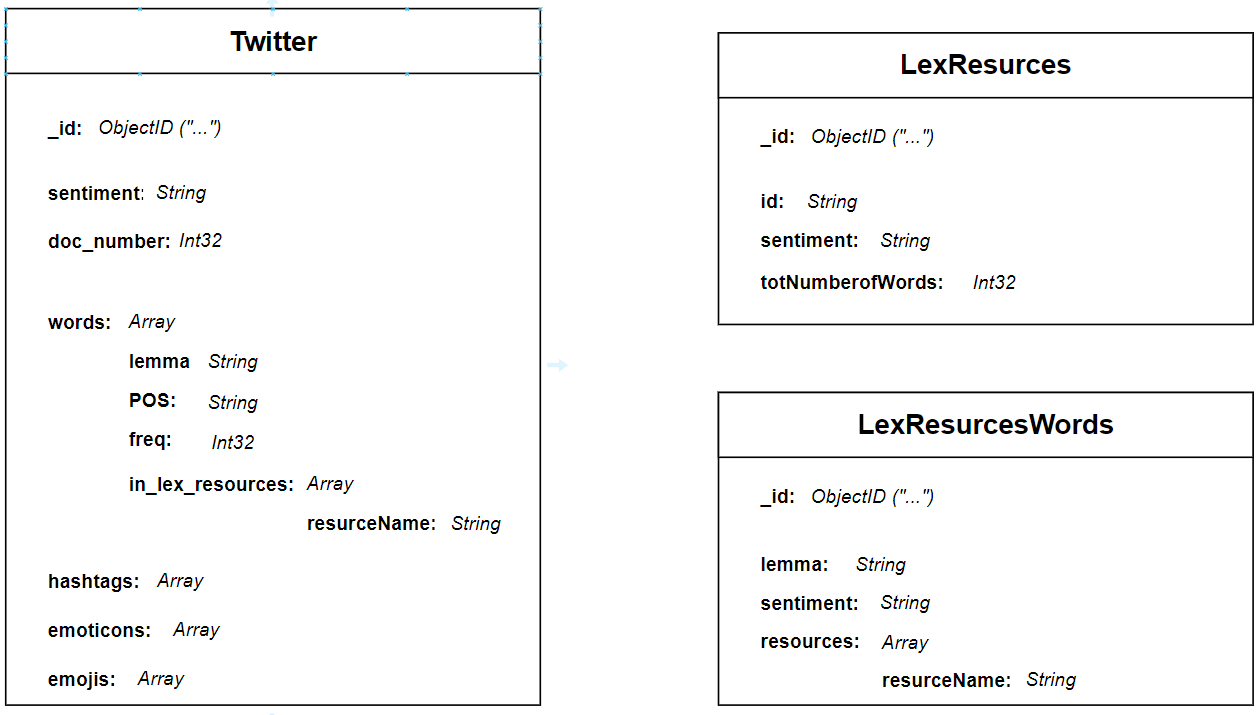 Twitter
_id: ObjectID ("...")
sentiment: String
doc_number: Int32
words: Array
lemma String
POS: String
freq: Int32
in_lex_resources: Array
resurceName: String
hashtags: Array
emoticons: Array
emojis: Array
LexResurces
_id: ObjectID ("...")
id: String
sentiment: String
totNumberofWords: Int32
LexResurcesWords
_id: ObjectID ("...")
lemma: String
sentiment: String
resources: Array
resurceName: String